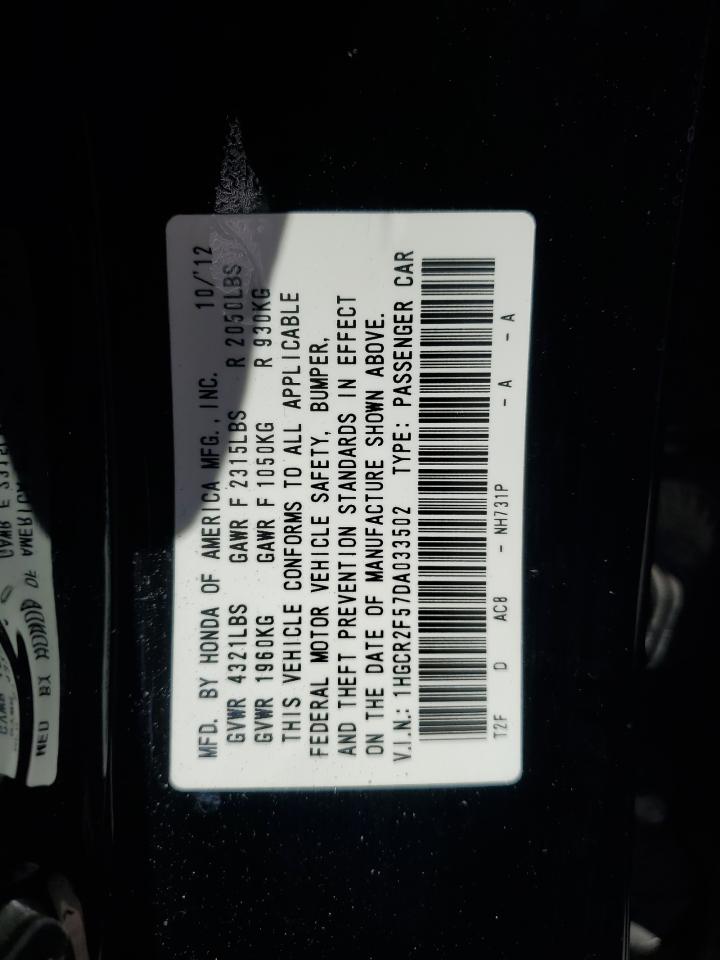 MFD. BY HONDA OF AMERICA MFG., INC. 10/'12
GVWR 4321LBS GAWR F 2315LBS R 2050LBS
GVWR 1960KG GAWR F 1050KG R 930KG
THIS VEHICLE CONFORMS TO ALL APPLICABLE
FEDERAL MOTOR VEHICLE SAFETY, BUMPER,
AND THEFT PREVENTION STANDARDS IN EFFECT
ON THE DATE OF MANUFACTURE SHOWN ABOVE.
V.I.N.: 1HGCR2F57DA033502 TYPE: PASSENGER CAR
T2F D AC8 - NH731P - A - A